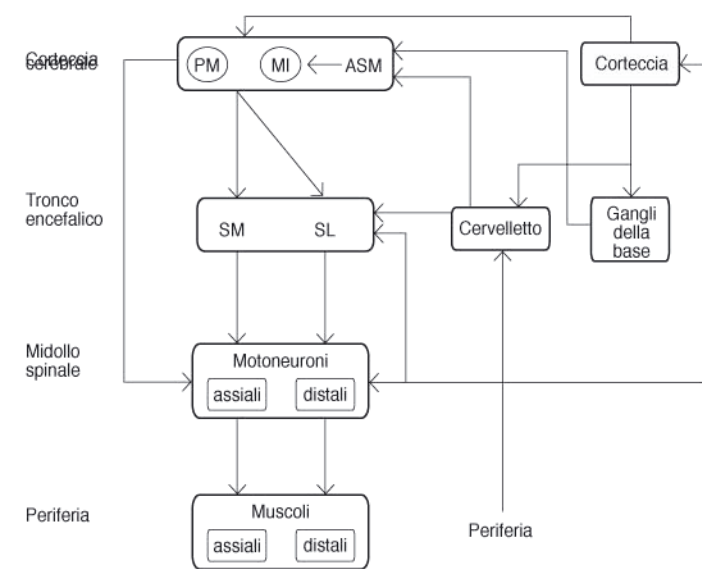 Corteccia
cerebrale
PM
MI
ASM
Corteccia
Tronco
encefalico
SM
SL
Cervelletto
Gangli
della
base
Midollo
spinale
Motoneuroni
assiali
distali
Periferia
Muscoli
assiali
distali
Periferia